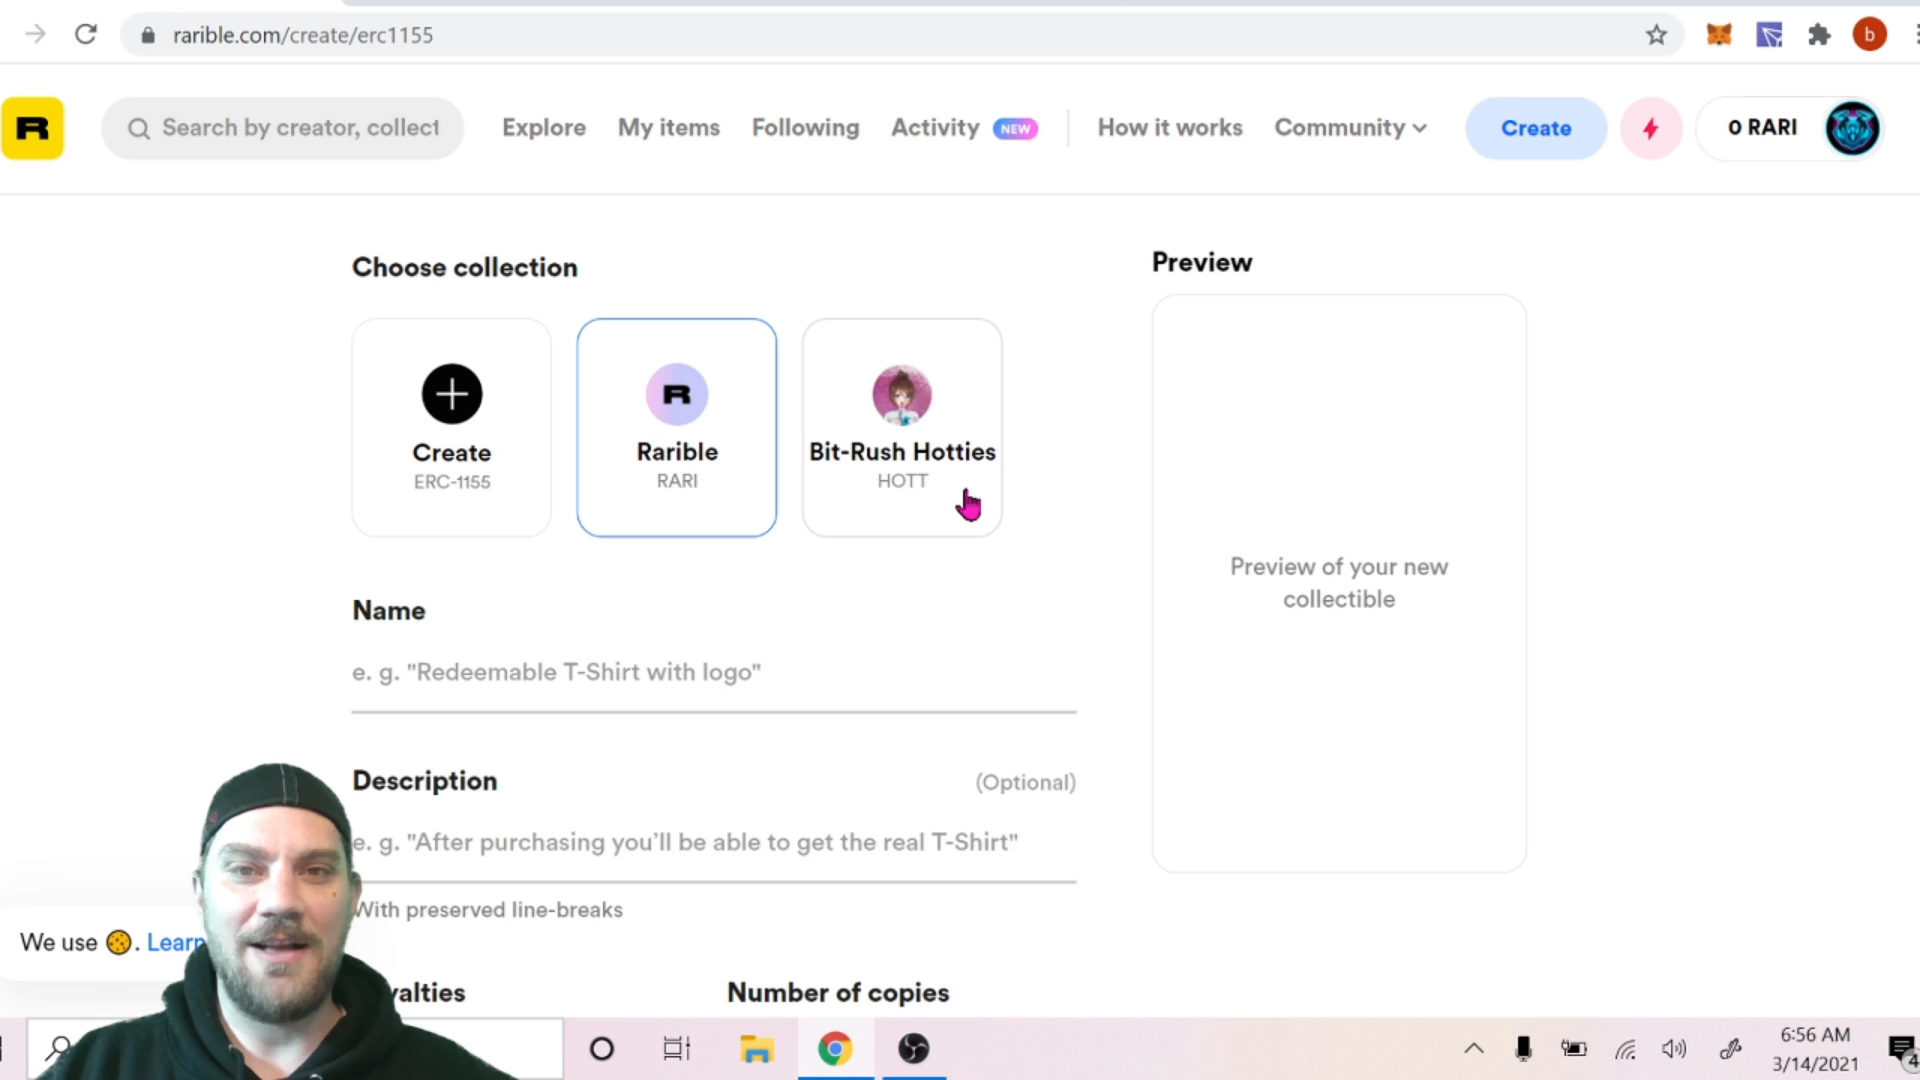 rarible.com/create/erc1155
b
R
Search by creator, collect
Explore
My items
Following
Activity NEW
How it works
Community
Create
0 RARI
Choose collection
Preview
Create
ERC-1155
R
Rarible
RARI
Bit-Rush Hotties
HOTT
Preview of your new
collectible
Name
e. g. "Redeemable T-Shirt with logo"
Description
(Optional)
e. g. "After purchasing you'll be able to get the real T-Shirt"
With preserved line-breaks
We use 🍪. Learn
yalties
Number of copies
6:56 AM
3/14/2021
4